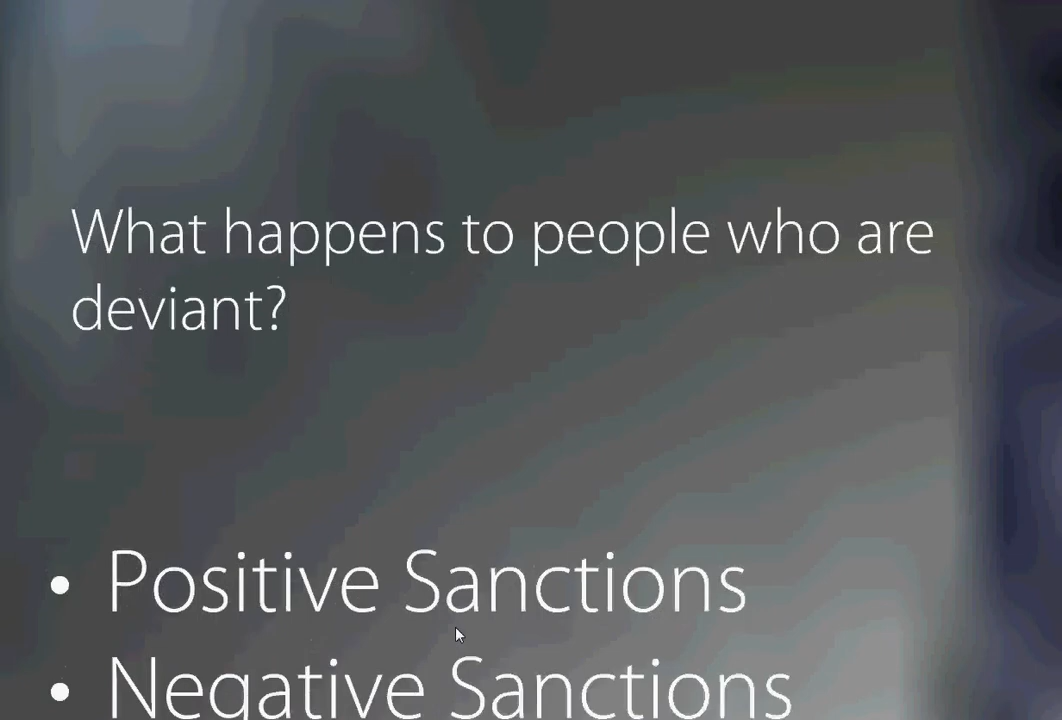 What happens to people who are
deviant?
• Positive Sanctions
• Negative Sanctions